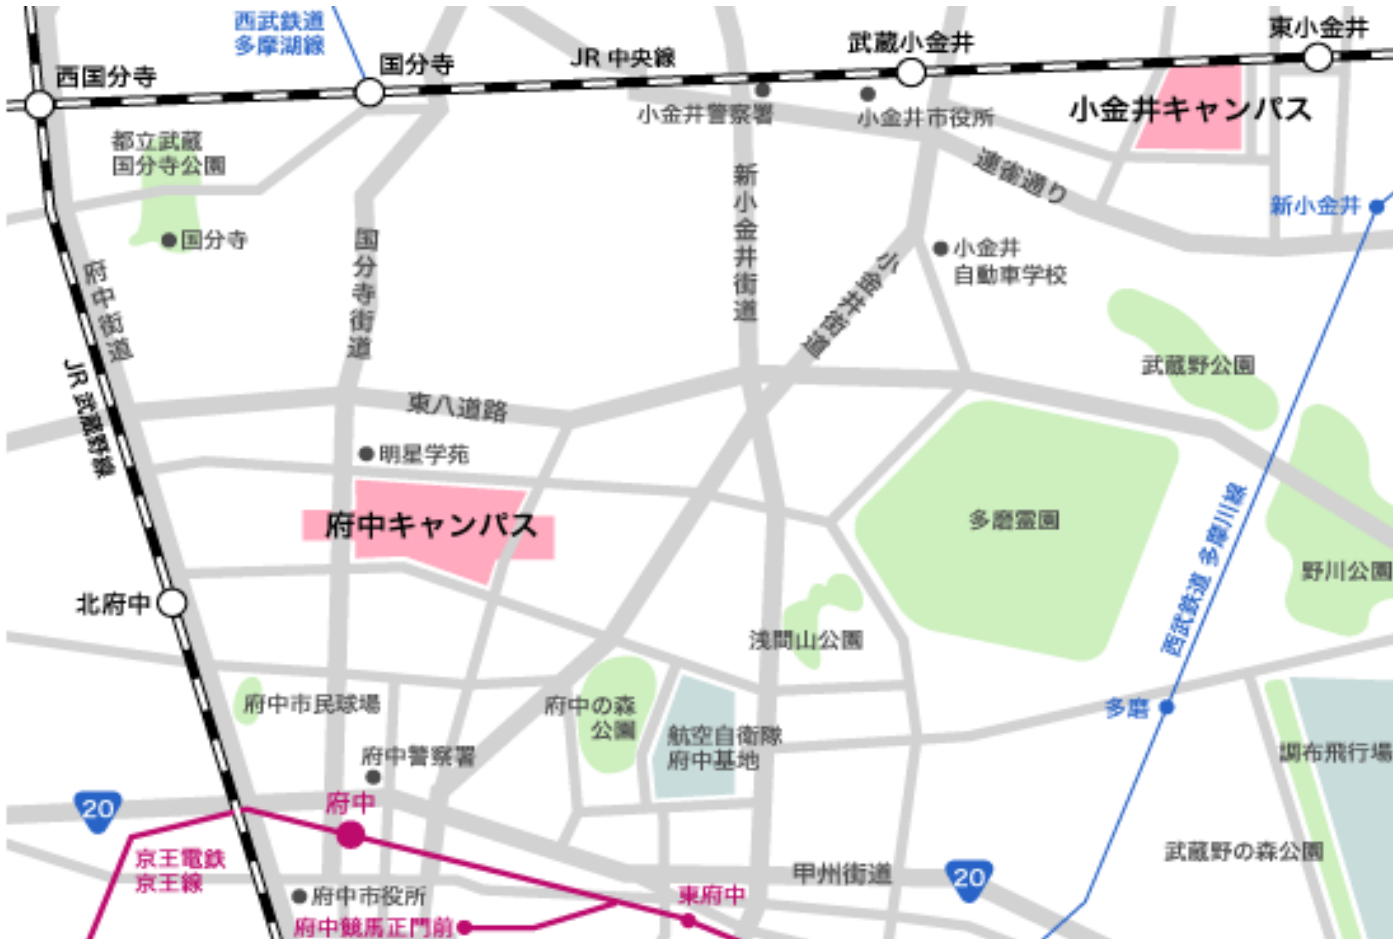 西武鉄道
多摩湖線
西国分寺
国分寺
JR 中央線
武蔵小金井
東小金井
小金井警察署
小金井市役所
小金井キャンパス
都立武蔵
国分寺公園
国分寺
府中街道
JR 武蔵野線
国分寺街道
新小金井街道
小金井街道
連雀通り
新小金井
小金井
自動車学校
武蔵野公園
東八道路
明星学苑
府中キャンパス
多磨霊園
西武鉄道 多摩川線
野川公園
北府中
浅間山公園
府中市民球場
府中の森
公園
航空自衛隊
府中基地
多磨
調布飛行場
府中警察署
20
府中
京王電鉄
京王線
武蔵野の森公園
甲州街道
20
府中市役所
東府中
府中競馬正門前